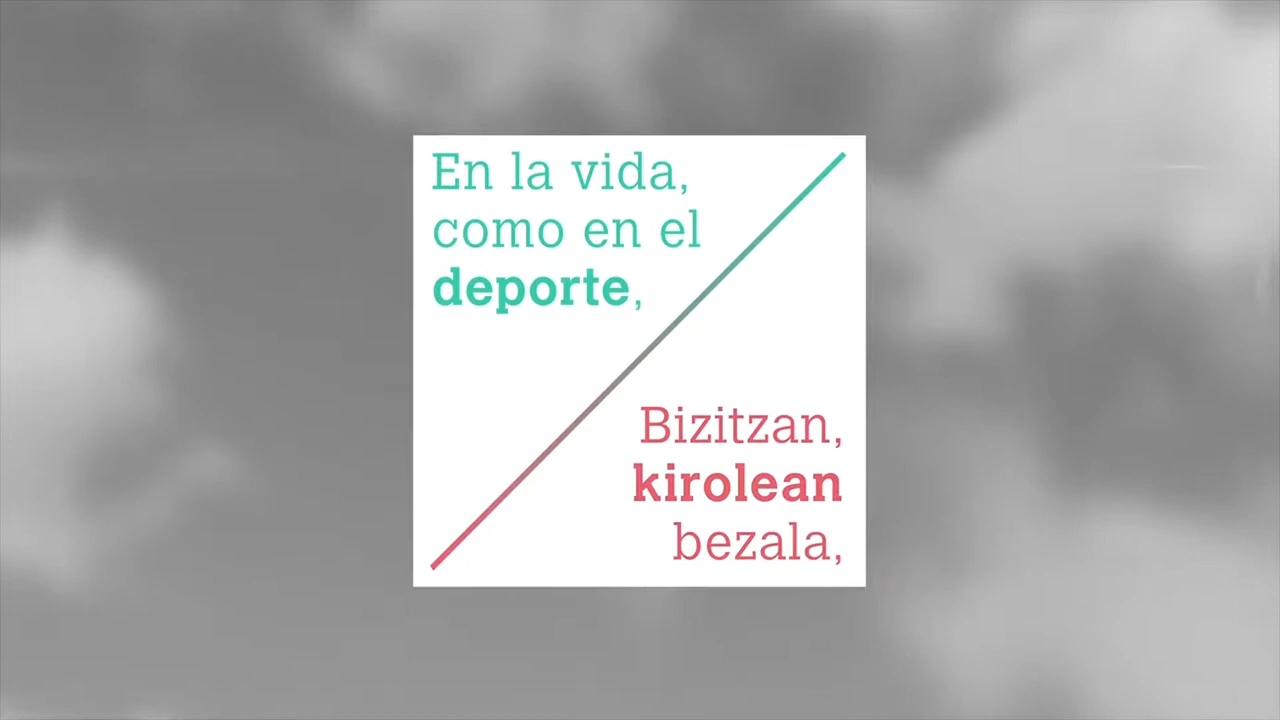 En la vida,
como en el
deporte,
Bizitzan,
kirolean
bezala,